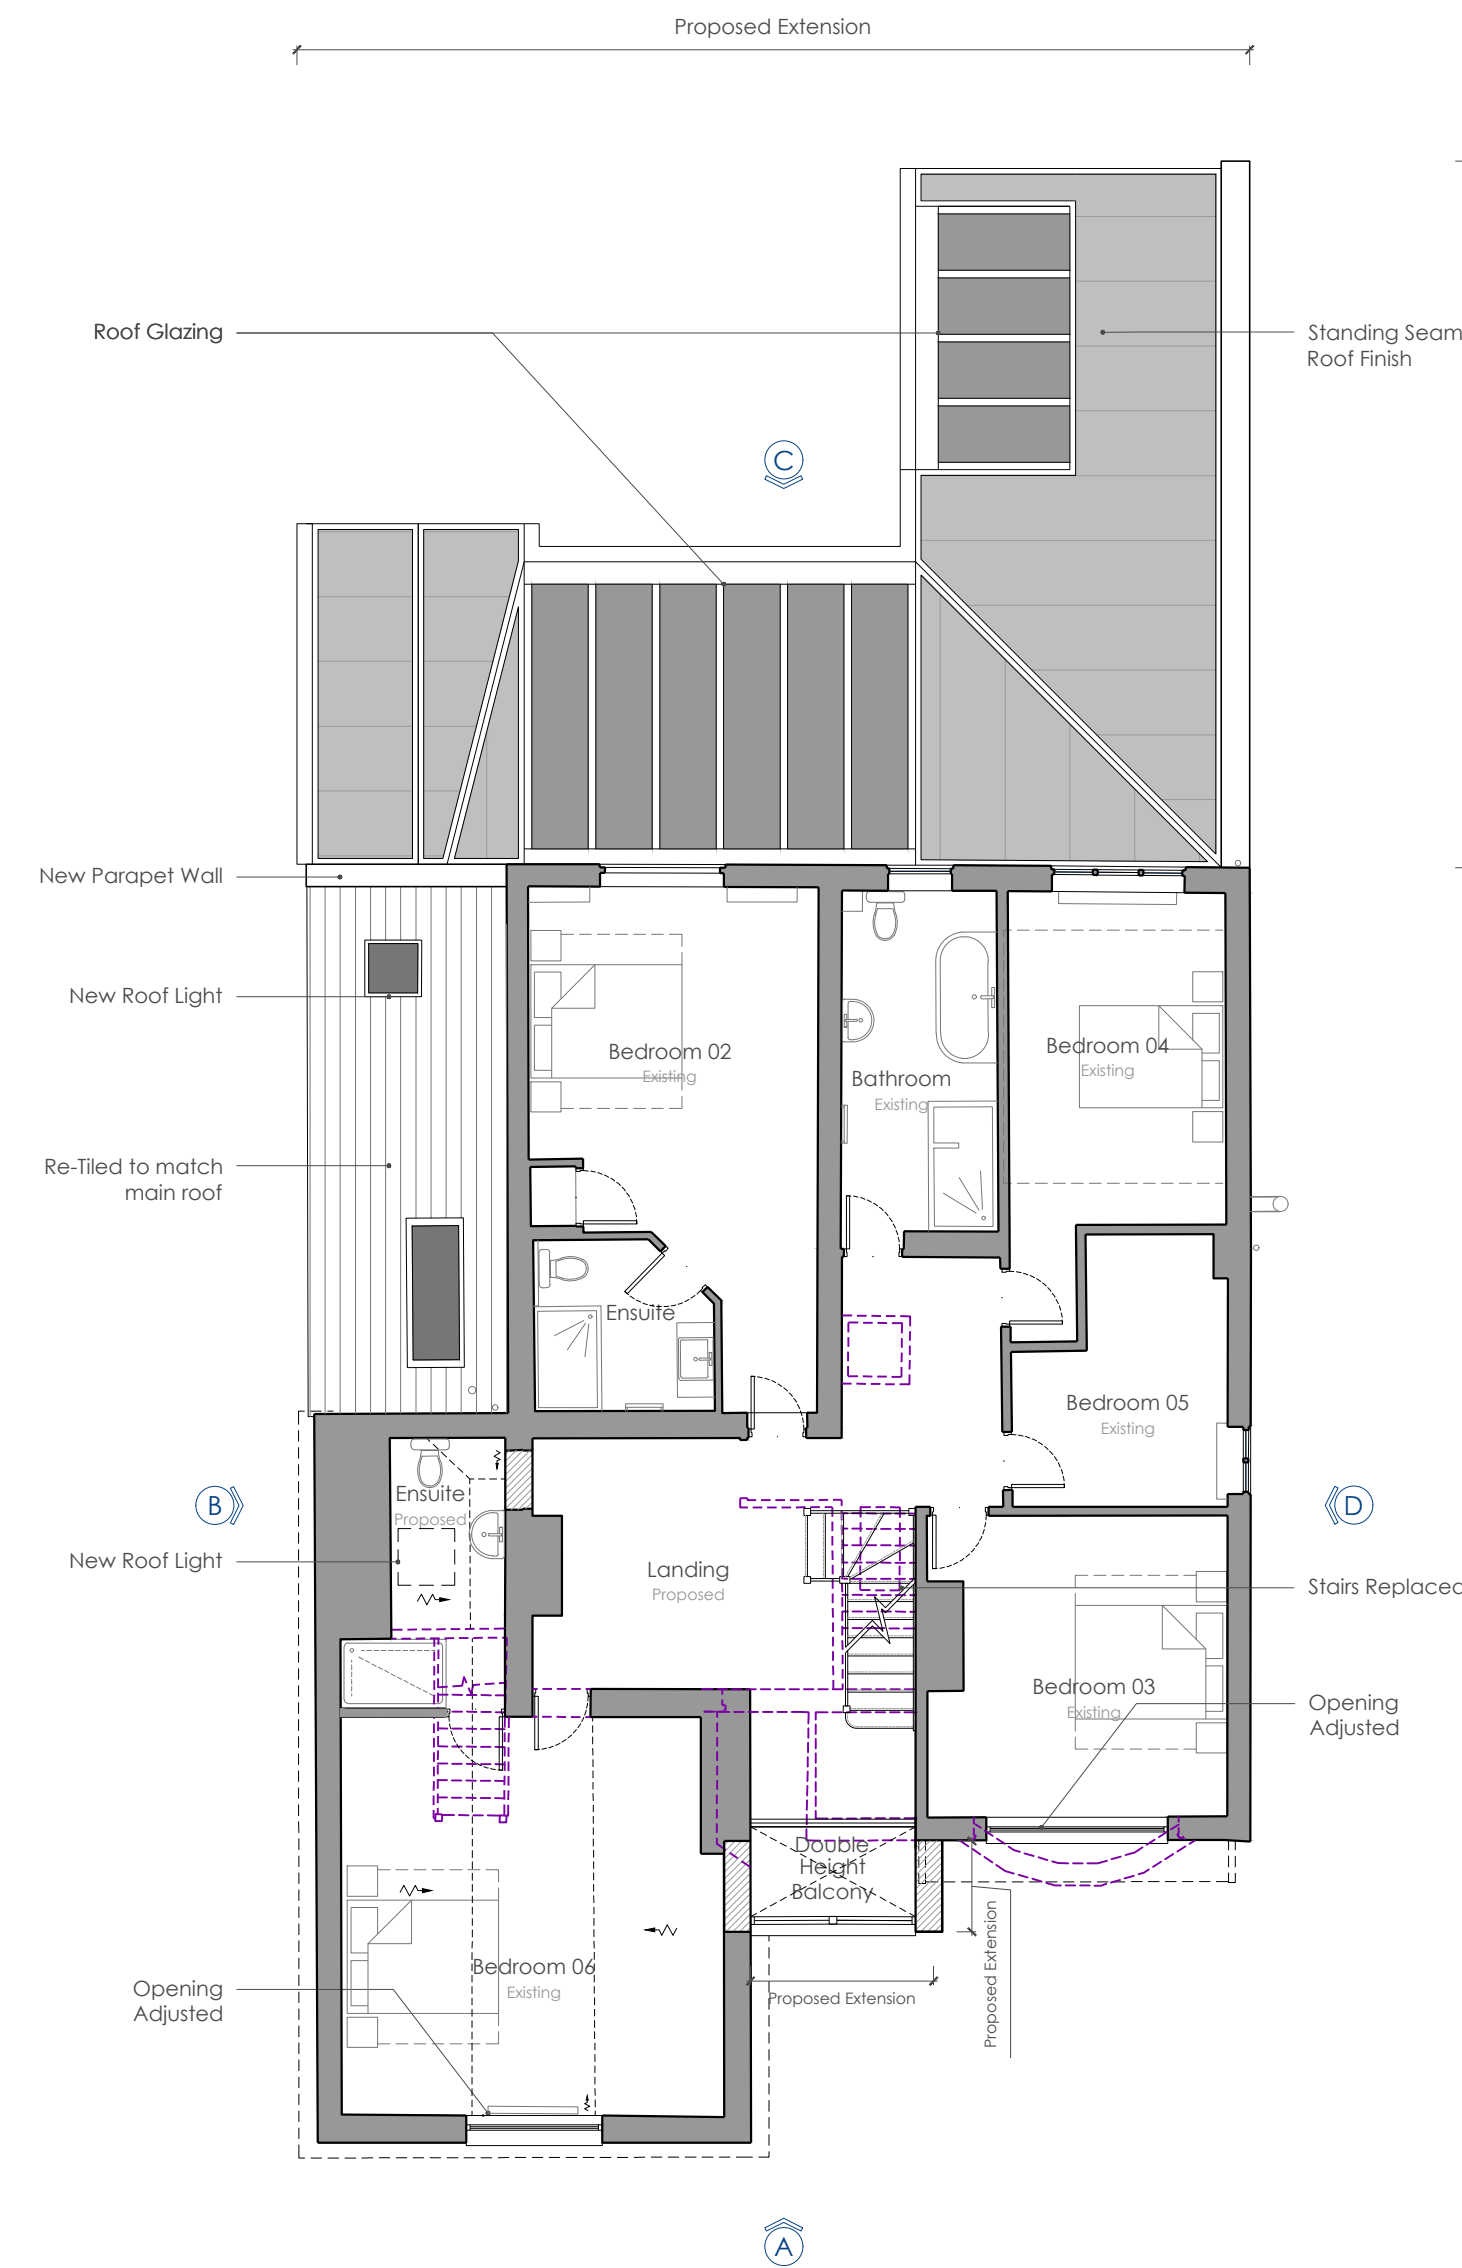 Proposed Extension
Roof Glazing
Standing Seam
Roof Finish
C
New Parapet Wall
New Roof Light
Bedroom 02
Existing
Bathroom
Existing
Bedroom 04
Existing
Re-Tiled to match
main roof
Ensuite
Bedroom 05
Existing
B
Ensuite
Proposed
D
New Roof Light
Landing
Proposed
Stairs Replaced
Bedroom 03
Existing
Opening
Adjusted
Double
Height
Balcony
Bedroom 06
Existing
Opening
Adjusted
Proposed Extension
Proposed Extension
A